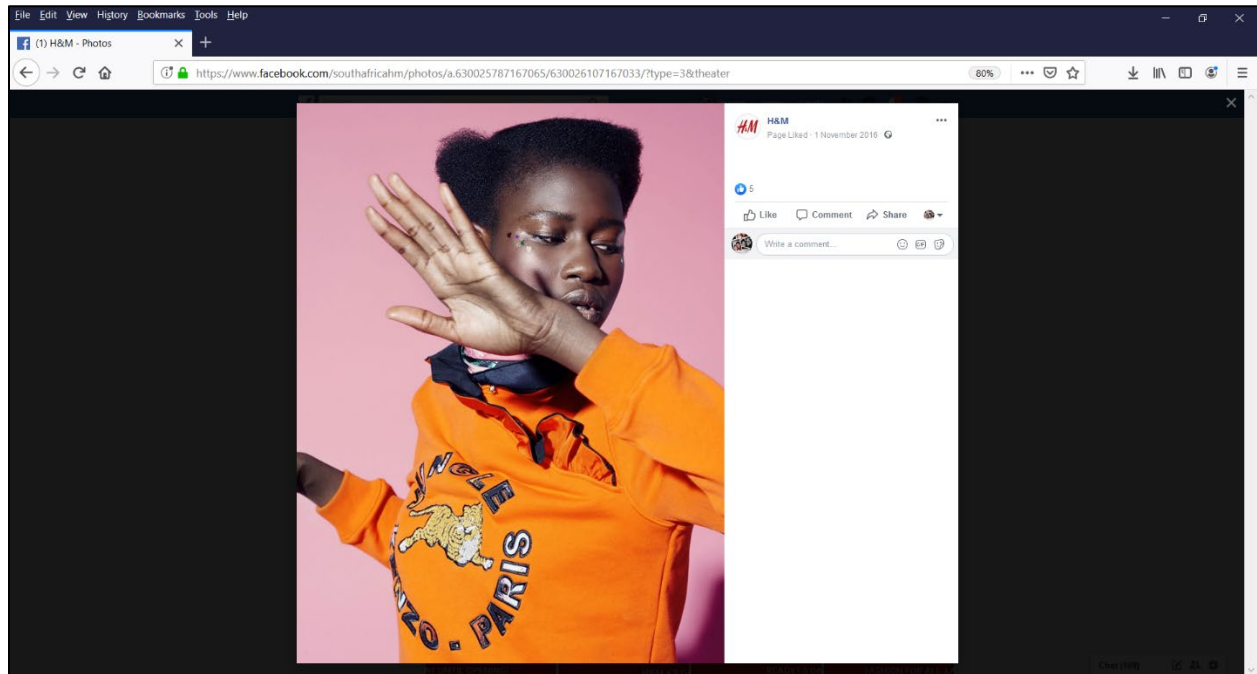 File Edit View History Bookmarks Tools Help
(1) H&M - Photos
https://www.facebook.com/southafricahm/photos/a.630025787167065/630026107167033/?type=3&theater
80%
H&M
H&M
Page Liked · 1 November 2016
5
Like Comment Share
Write a comment...
GIF
JUNGLE
KENZO · PARIS